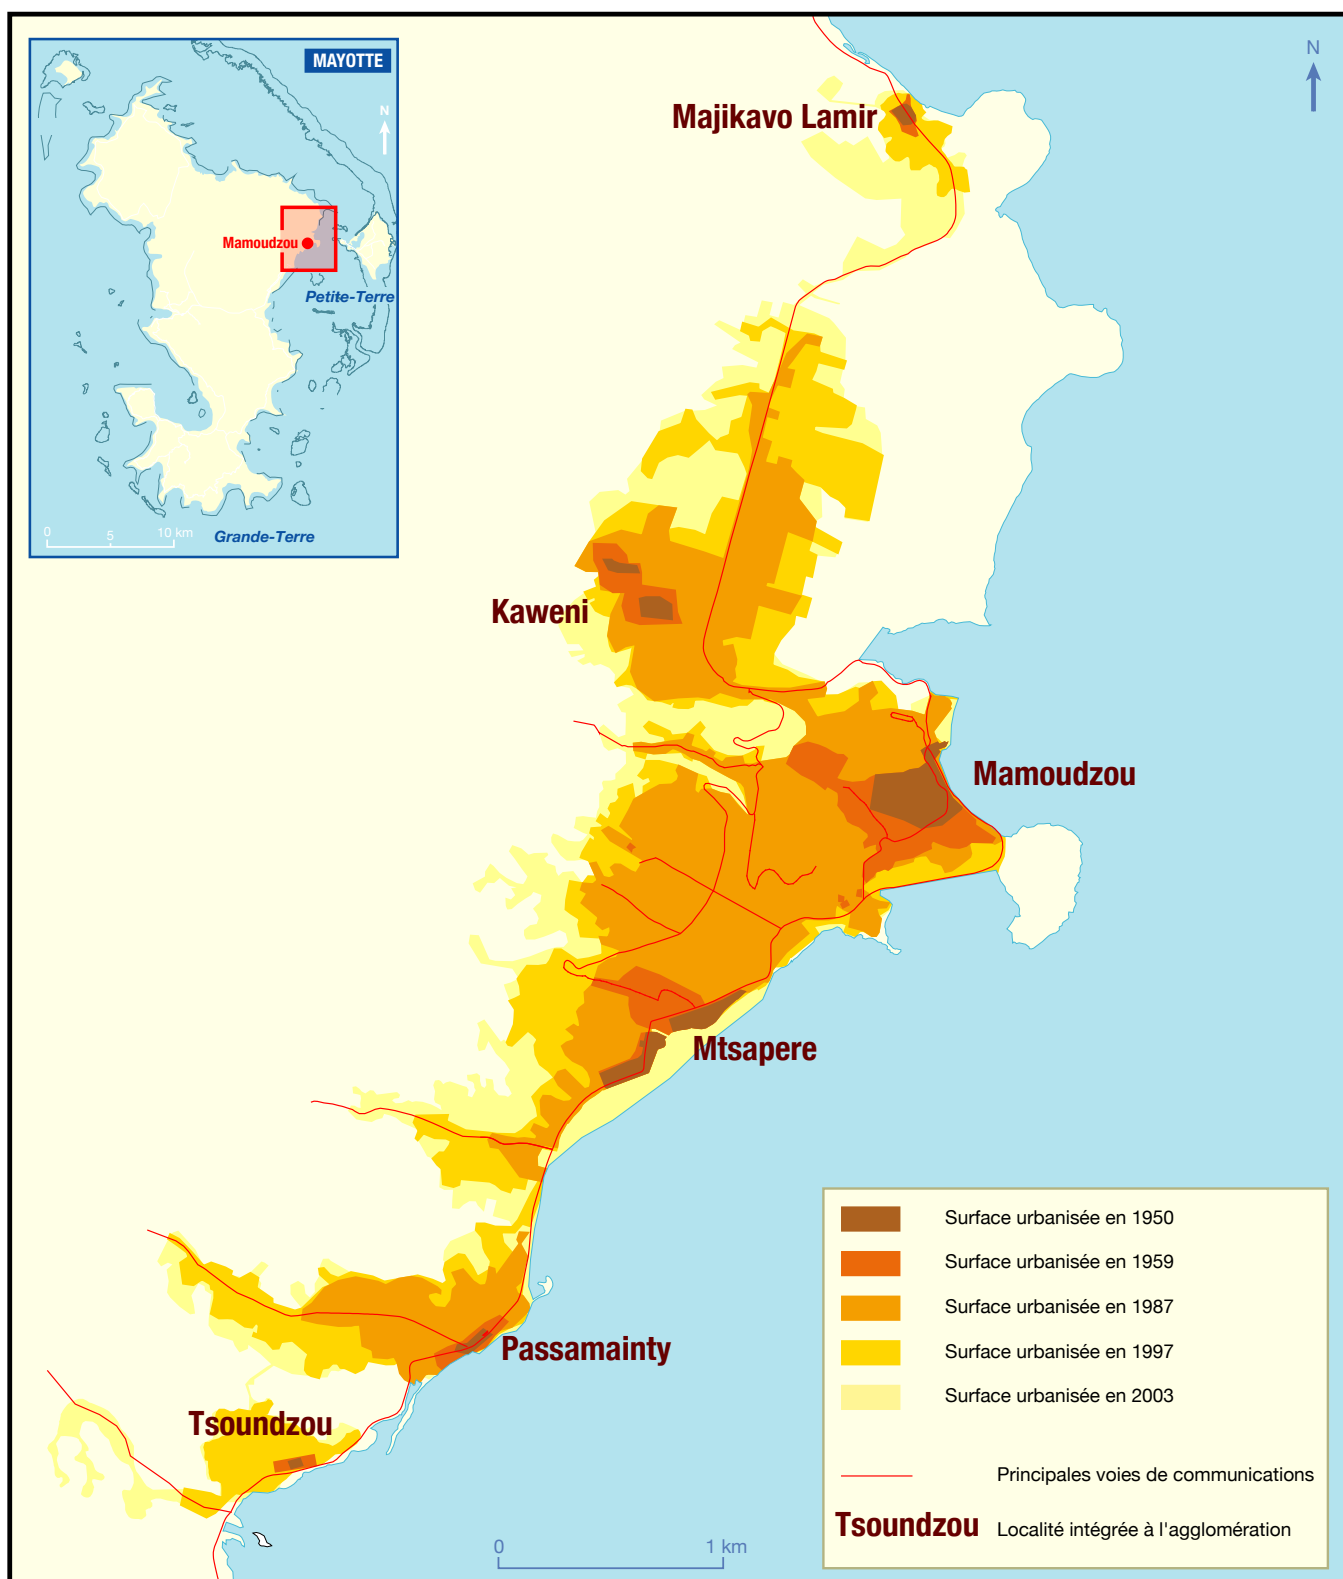 MAYOTTE
N
Mamoudzou
Petite-Terre
0 5 10 km
Grande-Terre
N
Majikavo Lamir
Kaweni
Mamoudzou
Mtsapere
Passamainty
Tsoundzou
Surface urbanisée en 1950
Surface urbanisée en 1959
Surface urbanisée en 1987
Surface urbanisée en 1997
Surface urbanisée en 2003
Principales voies de communications
Tsoundzou Localité intégrée à l'agglomération
0 1 km